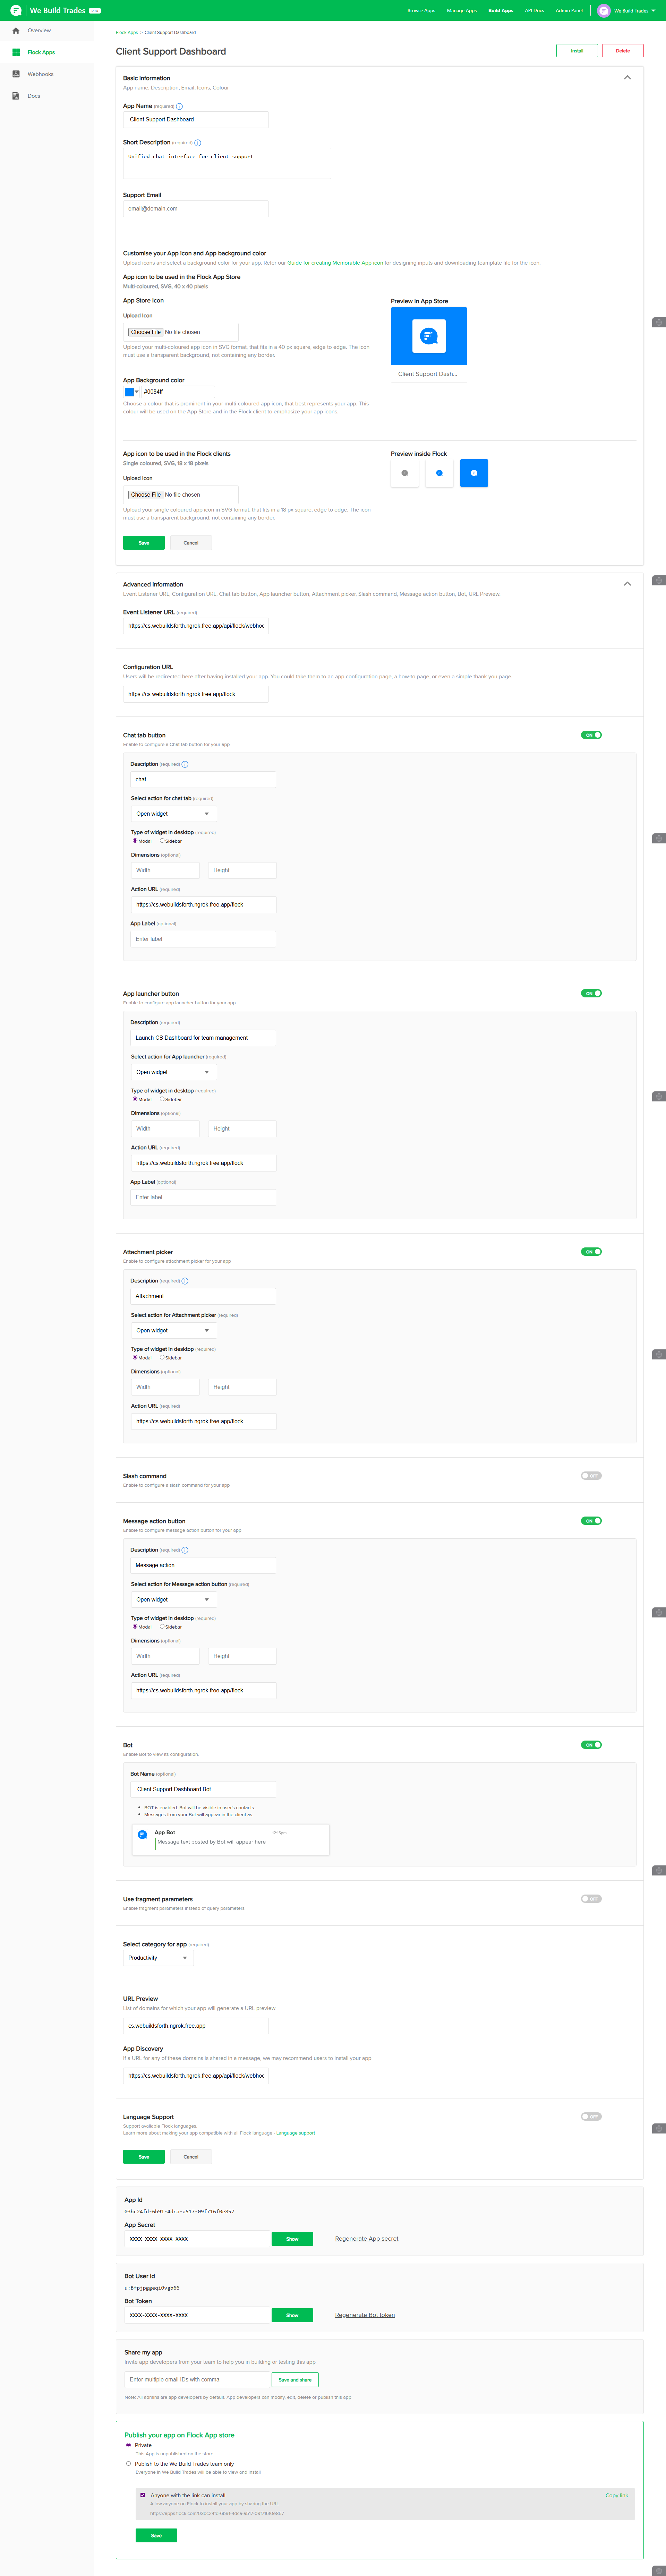 We Build Trades PRO
Browse Apps Manage Apps Build Apps API Docs Admin Panel We Build Trades
Overview
Flock Apps
Webhooks
Docs
Flock Apps > Client Support Dashboard
Client Support Dashboard
Install Delete
Basic information
App name, Description, Email, Icons, Colour
App Name (required)
Client Support Dashboard
Short Description (required)
Unified chat interface for client support
Support Email
email@domain.com
Customise your App icon and App background color
Upload icons and select a background color for your app. Refer our Guide for creating Memorable App icon for designing inputs and downloading teamplate file for the icon.
App icon to be used in the Flock App Store
Multi-coloured, SVG, 40 x 40 pixels
App Store Icon
Preview in App Store
Upload Icon
Choose File No file chosen
Upload your multi-coloured app icon in SVG format, that fits in a 40 px square, edge to edge. The icon
must use a transparent background, not containing any border.
Client Support Dash...
App Background color
#0084ff
Choose a colour that is prominent in your multi-coloured app icon, that best represents your app. This
colour will be used on the App Store and in the Flock client to emphasize your app icons.
App icon to be used in the Flock clients
Preview inside Flock
Single coloured, SVG, 18 x 18 pixels
Upload Icon
Choose File No file chosen
Upload your single coloured app icon in SVG format, that fits in a 18 px square, edge to edge. The icon
must use a transparent background, not containing any border.
Save Cancel
Advanced information
Event Listener URL, Configuration URL, Chat tab button, App launcher button, Attachment picker, Slash command, Message action button, Bot, URL Preview.
Event Listener URL (required)
https://cs.webuildsforth.ngrok.free.app/api/flock/webhoo
Configuration URL
Users will be redirected here after having installed your app. You could take them to an app configuration page, a how-to page, or even a simple thank you page.
https://cs.webuildsforth.ngrok.free.app/flock
Chat tab button ON
Enable to configure a Chat tab button for your app
Description (required)
chat
Select action for chat tab (required)
Open widget
Type of widget in desktop (required)
Modal Sidebar
Dimensions (optional)
Width Height
Action URL (required)
https://cs.webuildsforth.ngrok.free.app/flock
App Label (optional)
Enter label
App launcher button ON
Enable to configure app launcher button for your app
Description (required)
Launch CS Dashboard for team management
Select action for App launcher (required)
Open widget
Type of widget in desktop (required)
Modal Sidebar
Dimensions (optional)
Width Height
Action URL (required)
https://cs.webuildsforth.ngrok.free.app/flock
App Label (optional)
Enter label
Attachment picker ON
Enable to configure attachment picker for your app
Description (required)
Attachment
Select action for Attachment picker (required)
Open widget
Type of widget in desktop (required)
Modal Sidebar
Dimensions (optional)
Width Height
Action URL (required)
https://cs.webuildsforth.ngrok.free.app/flock
Slash command OFF
Enable to configure a slash command for your app
Message action button ON
Enable to configure message action button for your app
Description (required)
Message action
Select action for Message action button (required)
Open widget
Type of widget in desktop (required)
Modal Sidebar
Dimensions (optional)
Width Height
Action URL (required)
https://cs.webuildsforth.ngrok.free.app/flock
Bot ON
Enable Bot to view its configuration
Bot Name (optional)
Client Support Dashboard Bot
BOT is enabled. Bot will be visible in user's contacts.
Messages from your Bot will appear in the client as:
App Bot
Message text posted by Bot will appear here
Use fragment parameters OFF
Enable fragment parameters instead of query parameters
Select category for app (required)
Productivity
URL Preview
List of domains for which your app will generate a URL preview
cs.webuildsforth.ngrok.free.app
App Discovery
If a URL for any of these domains is shared in a message, we may recommend users to install your app
https://cs.webuildsforth.ngrok.free.app/api/flock/webhoo
Language Support OFF
Support available Flock languages.
Learn more about making your app compatible with all Flock language - Language support
Save Cancel
App Id
03bc24fd-6b91-4dca-a517-09f716f0e857
App Secret
XXXX-XXXX-XXXX-XXXX Show Regenerate App secret
Bot User Id
Bot Token
XXXX-XXXX-XXXX-XXXX Show Regenerate Bot token
Share my app
Invite app developers from your team to help you in building or testing this app
Enter multiple email IDs with comma Save and share
Note: All admins are app developers by default. App developers can modify, edit, delete or publish this app
Publish your app on Flock App store
Private
This App is unpublished on the store
Publish to the We Build Trades team only
Everyone in We Build Trades will be able to view and install
Anyone with the link can install Copy link
Allow anyone on Flock to install your app by sharing the URL.
https://apps.flock.com/03bc24fd-6b91-4dca-a517-09f716f0e857
Save